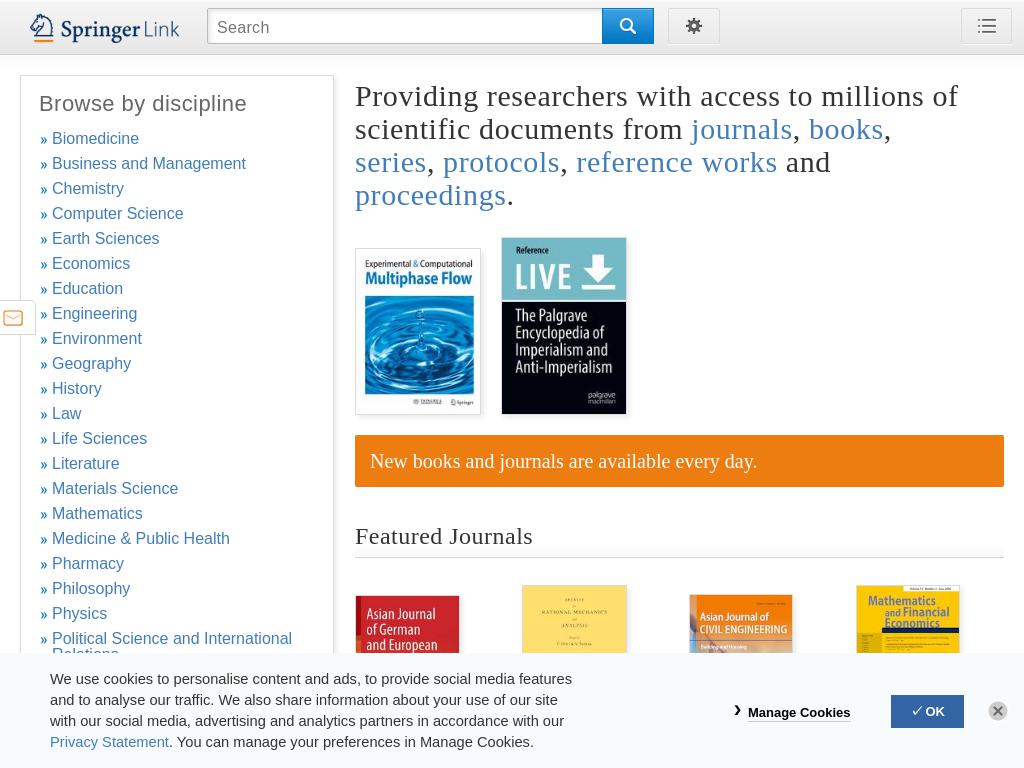 Springer Link
Search
Browse by discipline
» Biomedicine
» Business and Management
» Chemistry
» Computer Science
» Earth Sciences
» Economics
» Education
» Engineering
» Environment
» Geography
» History
» Law
» Life Sciences
» Literature
» Materials Science
» Mathematics
» Medicine & Public Health
» Pharmacy
» Philosophy
» Physics
» Political Science and International
Relations
Providing researchers with access to millions of
scientific documents from journals, books,
series, protocols, reference works and
proceedings.
Experimental & Computational
Multiphase Flow
Springer
Reference
LIVE
The Palgrave
Encyclopedia of
Imperialism and
Anti-Imperialism
palgrave
macmillan
New books and journals are available every day.
Featured Journals
Asian Journal
of German
and European
ARCHIVE
for
RATIONAL MECHANICS
and
ANALYSIS
Asian Journal of
CIVIL ENGINEERING
Building and Housing
Mathematics
and Financial
Economics
We use cookies to personalise content and ads, to provide social media features
and to analyse our traffic. We also share information about your use of our site
with our social media, advertising and analytics partners in accordance with our
Privacy Statement. You can manage your preferences in Manage Cookies.
Manage Cookies
✓ OK